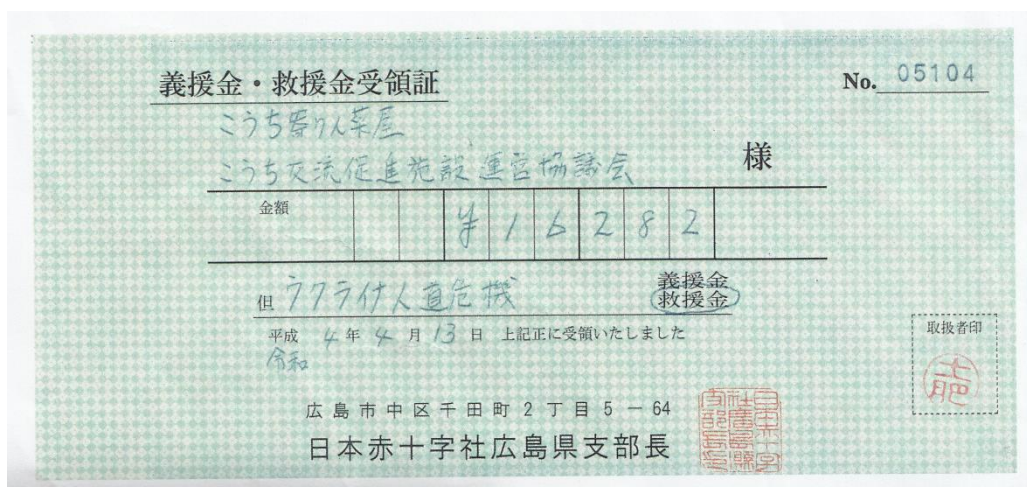 義援金・救援金受領証
No. 05104
こうち寄りん菜屋
こうち交流促進施設運営協議会 様
金額 ¥16282
但 ウクライナ人道危機 義援金
救援金
平成 4年 4月 13日 上記正に受領いたしました
令和
取扱者印
広島市中区千田町2丁目5-64
日本赤十字社広島県支部長